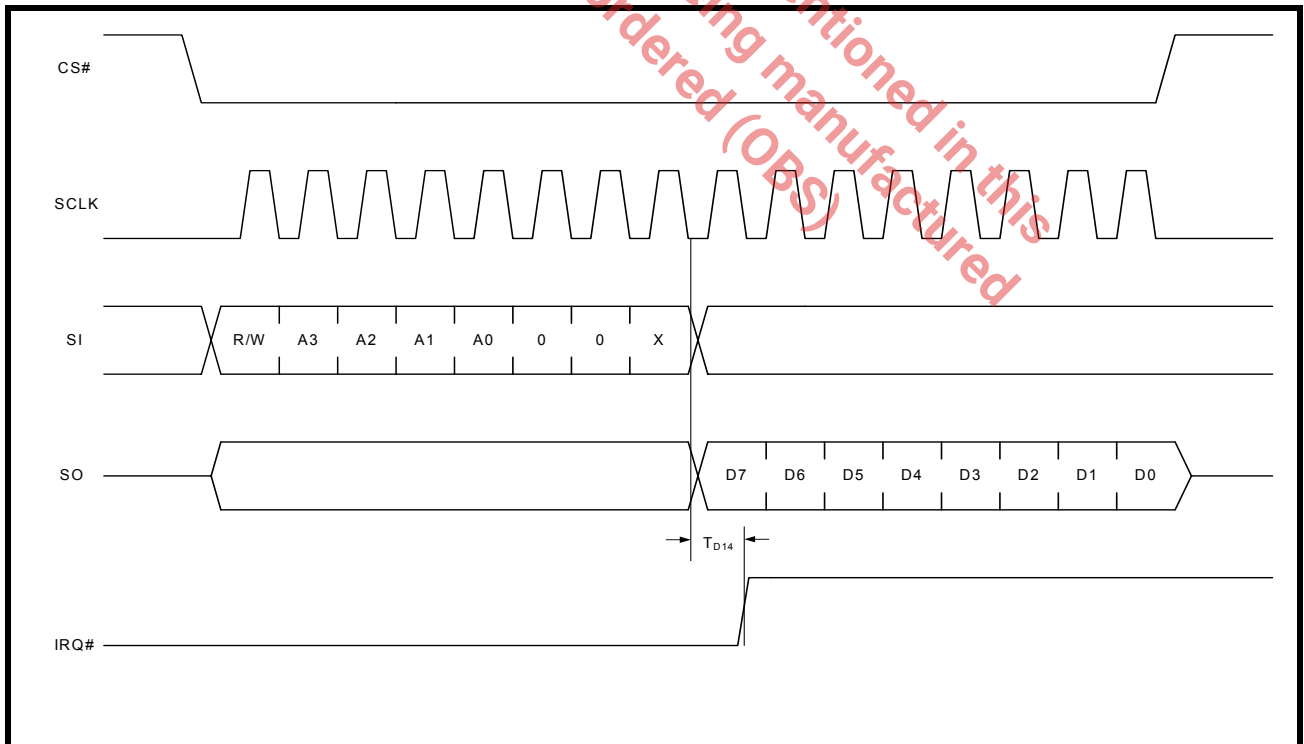 mentioned in this
ing manufactured
ordered (OBS)
CS#
SCLK
SI
R/W A3 A2 A1 A0 0 0 X
SO
D7 D6 D5 D4 D3 D2 D1 D0
TD14
IRQ#